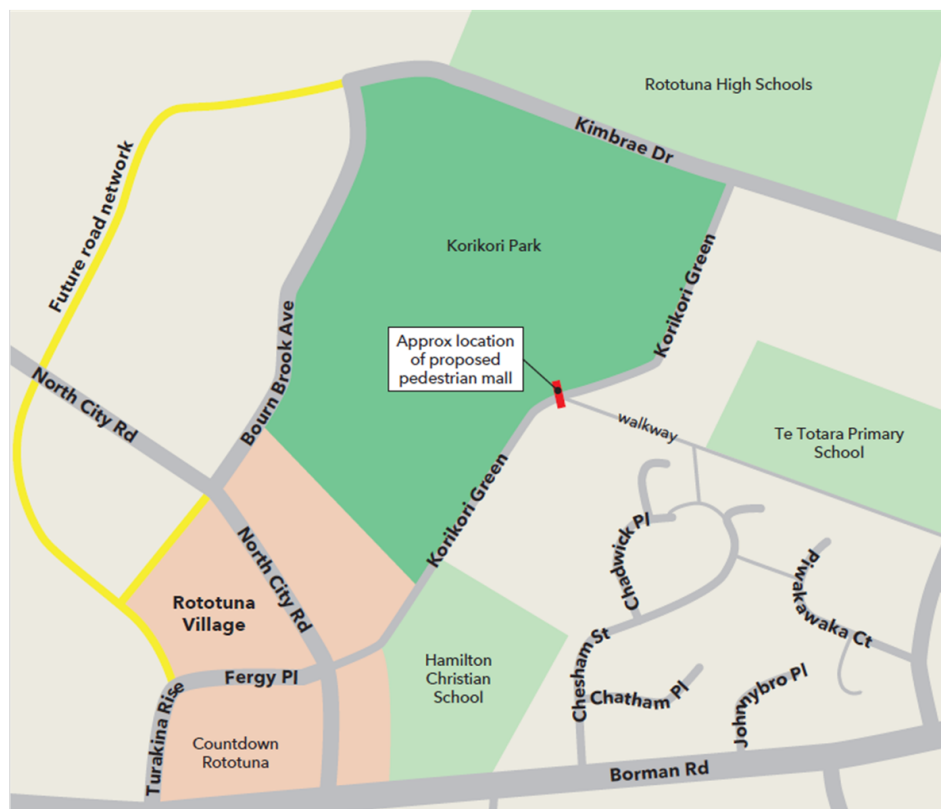 Rototuna High Schools
Kimbrae Dr
Future road network
Korikori Park
Korikori Green
Approx location
of proposed
pedestrian mall
Bourn Brook Ave
North City Rd
walkway
Te Totara Primary
School
Korikori Green
North City Rd
Chadwick Pl
Piwakawaka Ct
Rototuna
Village
Hamilton
Christian
School
Fergy Pl
Chesham St
Chatham Pl
Johnnybro Pl
Turakina Rise
Countdown
Rototuna
Borman Rd